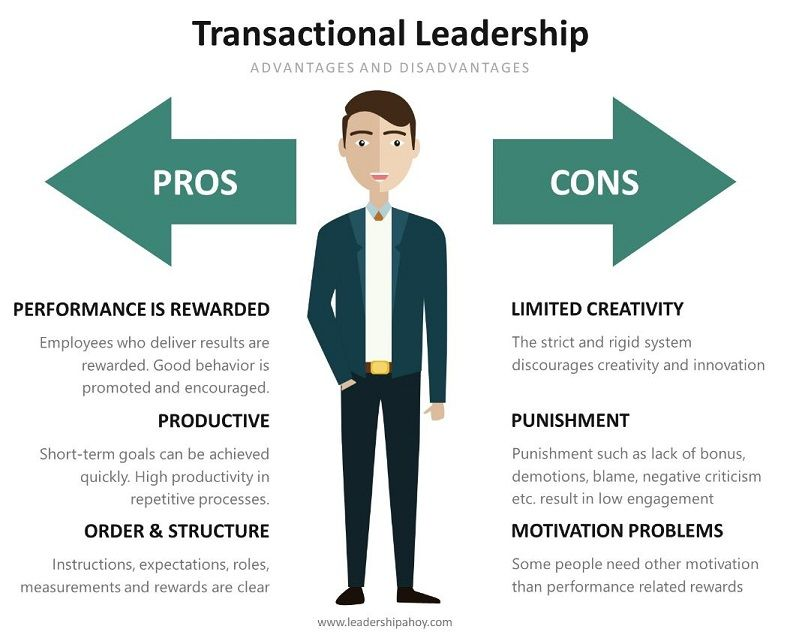 Transactional Leadership
ADVANTAGES AND DISADVANTAGES
PROS
PERFORMANCE IS REWARDED
Employees who deliver results are
rewarded. Good behavior is
promoted and encouraged.
PRODUCTIVE
Short-term goals can be achieved
quickly. High productivity in
repetitive processes.
ORDER & STRUCTURE
Instructions, expectations, roles,
measurements and rewards are clear
CONS
LIMITED CREATIVITY
The strict and rigid system
discourages creativity and innovation
PUNISHMENT
Punishment such as lack of bonus,
demotions, blame, negative criticism
etc. result in low engagement
MOTIVATION PROBLEMS
Some people need other motivation
than performance related rewards
www.leadershipahoy.com